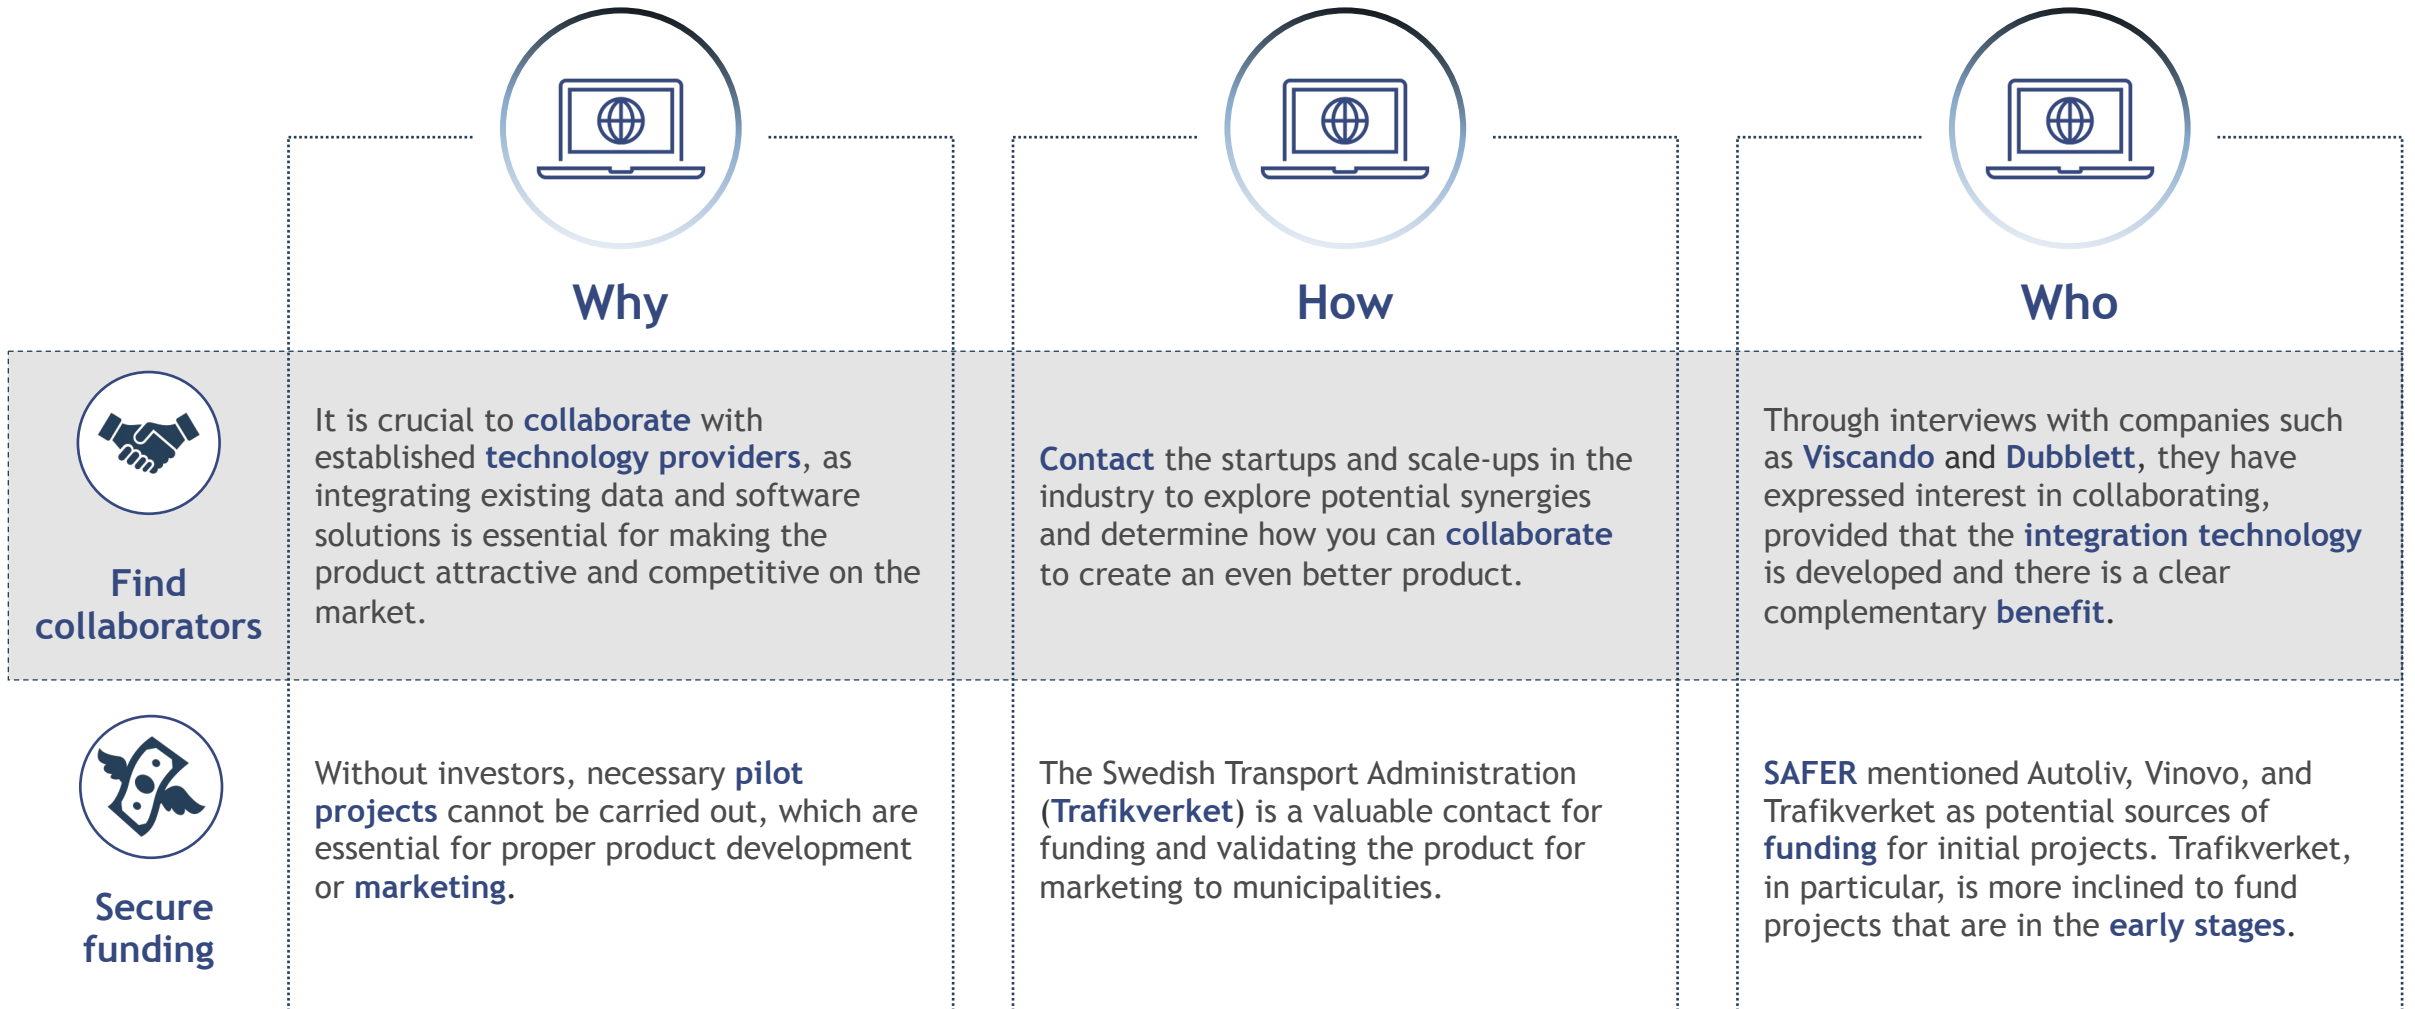 Why
How
Who
Find
collaborators
It is crucial to collaborate with
established technology providers, as
integrating existing data and software
solutions is essential for making the
product attractive and competitive on the
market.
Contact the startups and scale-ups in the
industry to explore potential synergies
and determine how you can collaborate
to create an even better product.
Through interviews with companies such
as Viscando and Dubblett, they have
expressed interest in collaborating,
provided that the integration technology
is developed and there is a clear
complementary benefit.
Secure
funding
Without investors, necessary pilot
projects cannot be carried out, which are
essential for proper product development
or marketing.
The Swedish Transport Administration
(Trafikverket) is a valuable contact for
funding and validating the product for
marketing to municipalities.
SAFER mentioned Autoliv, Vinovo, and
Trafikverket as potential sources of
funding for initial projects. Trafikverket,
in particular, is more inclined to fund
projects that are in the early stages.